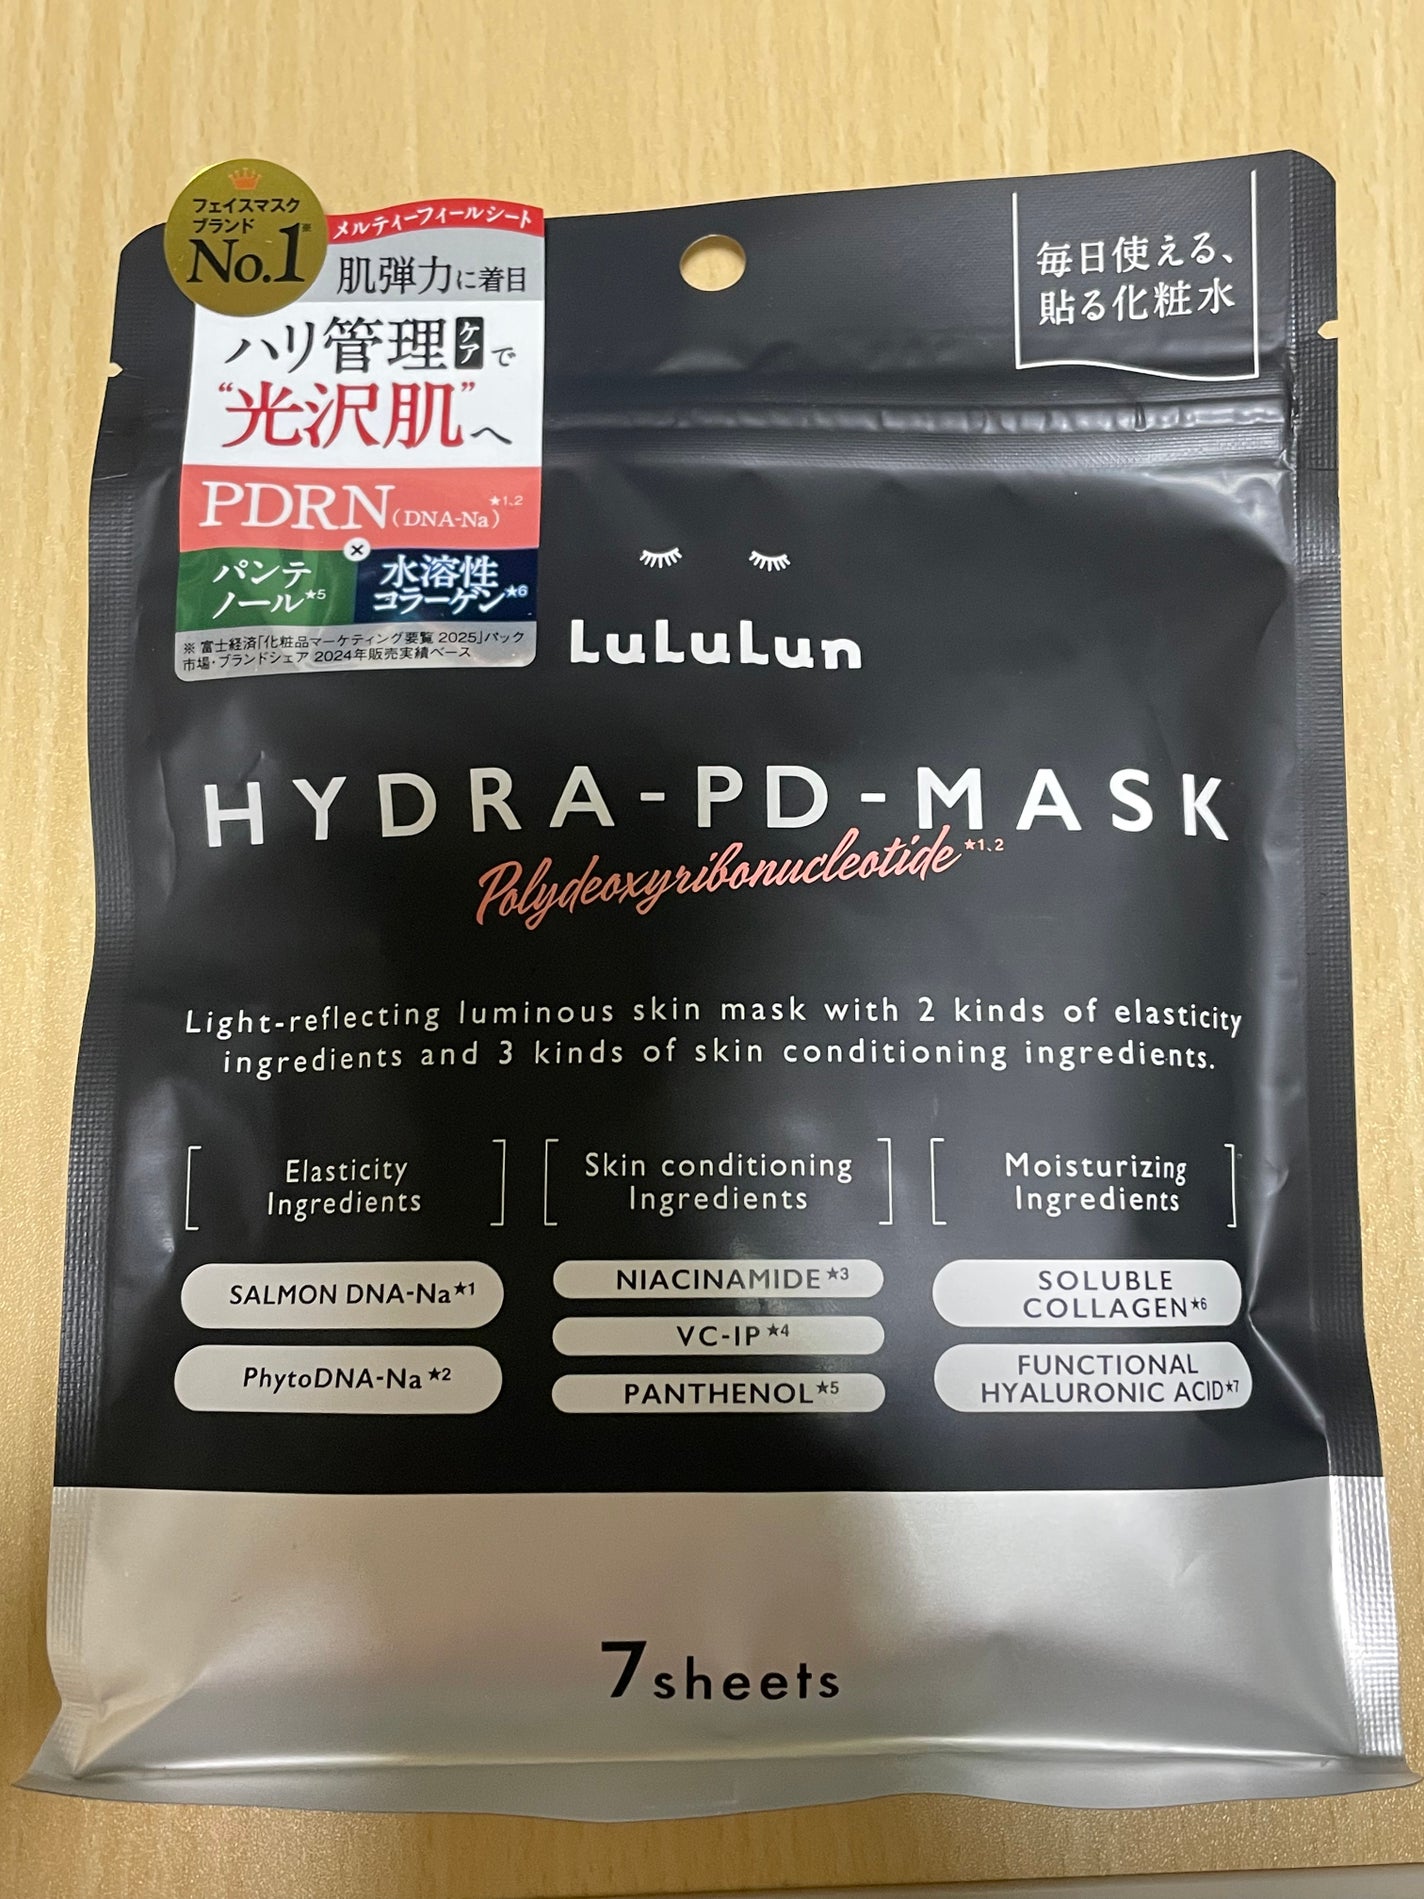 フェイスマスク
ブランド
No.1※
メルティーフィールシート
肌弾力に着目
ハリ管理ケアで
“光沢肌”へ
PDRN(DNA-Na)★1、2
×
パンテ
ノール★5
水溶性
コラーゲン★6
※ 富士経済「化粧品マーケティング要覧 2025」パック
市場・ブランドシェア 2024年販売実績ベース
毎日使える、
貼る化粧水
LuLuLun
HYDRA-PD-MASK
Polydeoxyribonucleotide★1、2
Light-reflecting luminous skin mask with 2 kinds of elasticity
ingredients and 3 kinds of skin conditioning ingredients.
Elasticity
Ingredients
SALMON DNA-Na★1
PhytoDNA-Na★2
Skin conditioning
Ingredients
NIACINAMIDE★3
VC-IP★4
PANTHENOL★5
Moisturizing
Ingredients
SOLUBLE
COLLAGEN★6
FUNCTIONAL
HYALURONIC ACID★7
7sheets